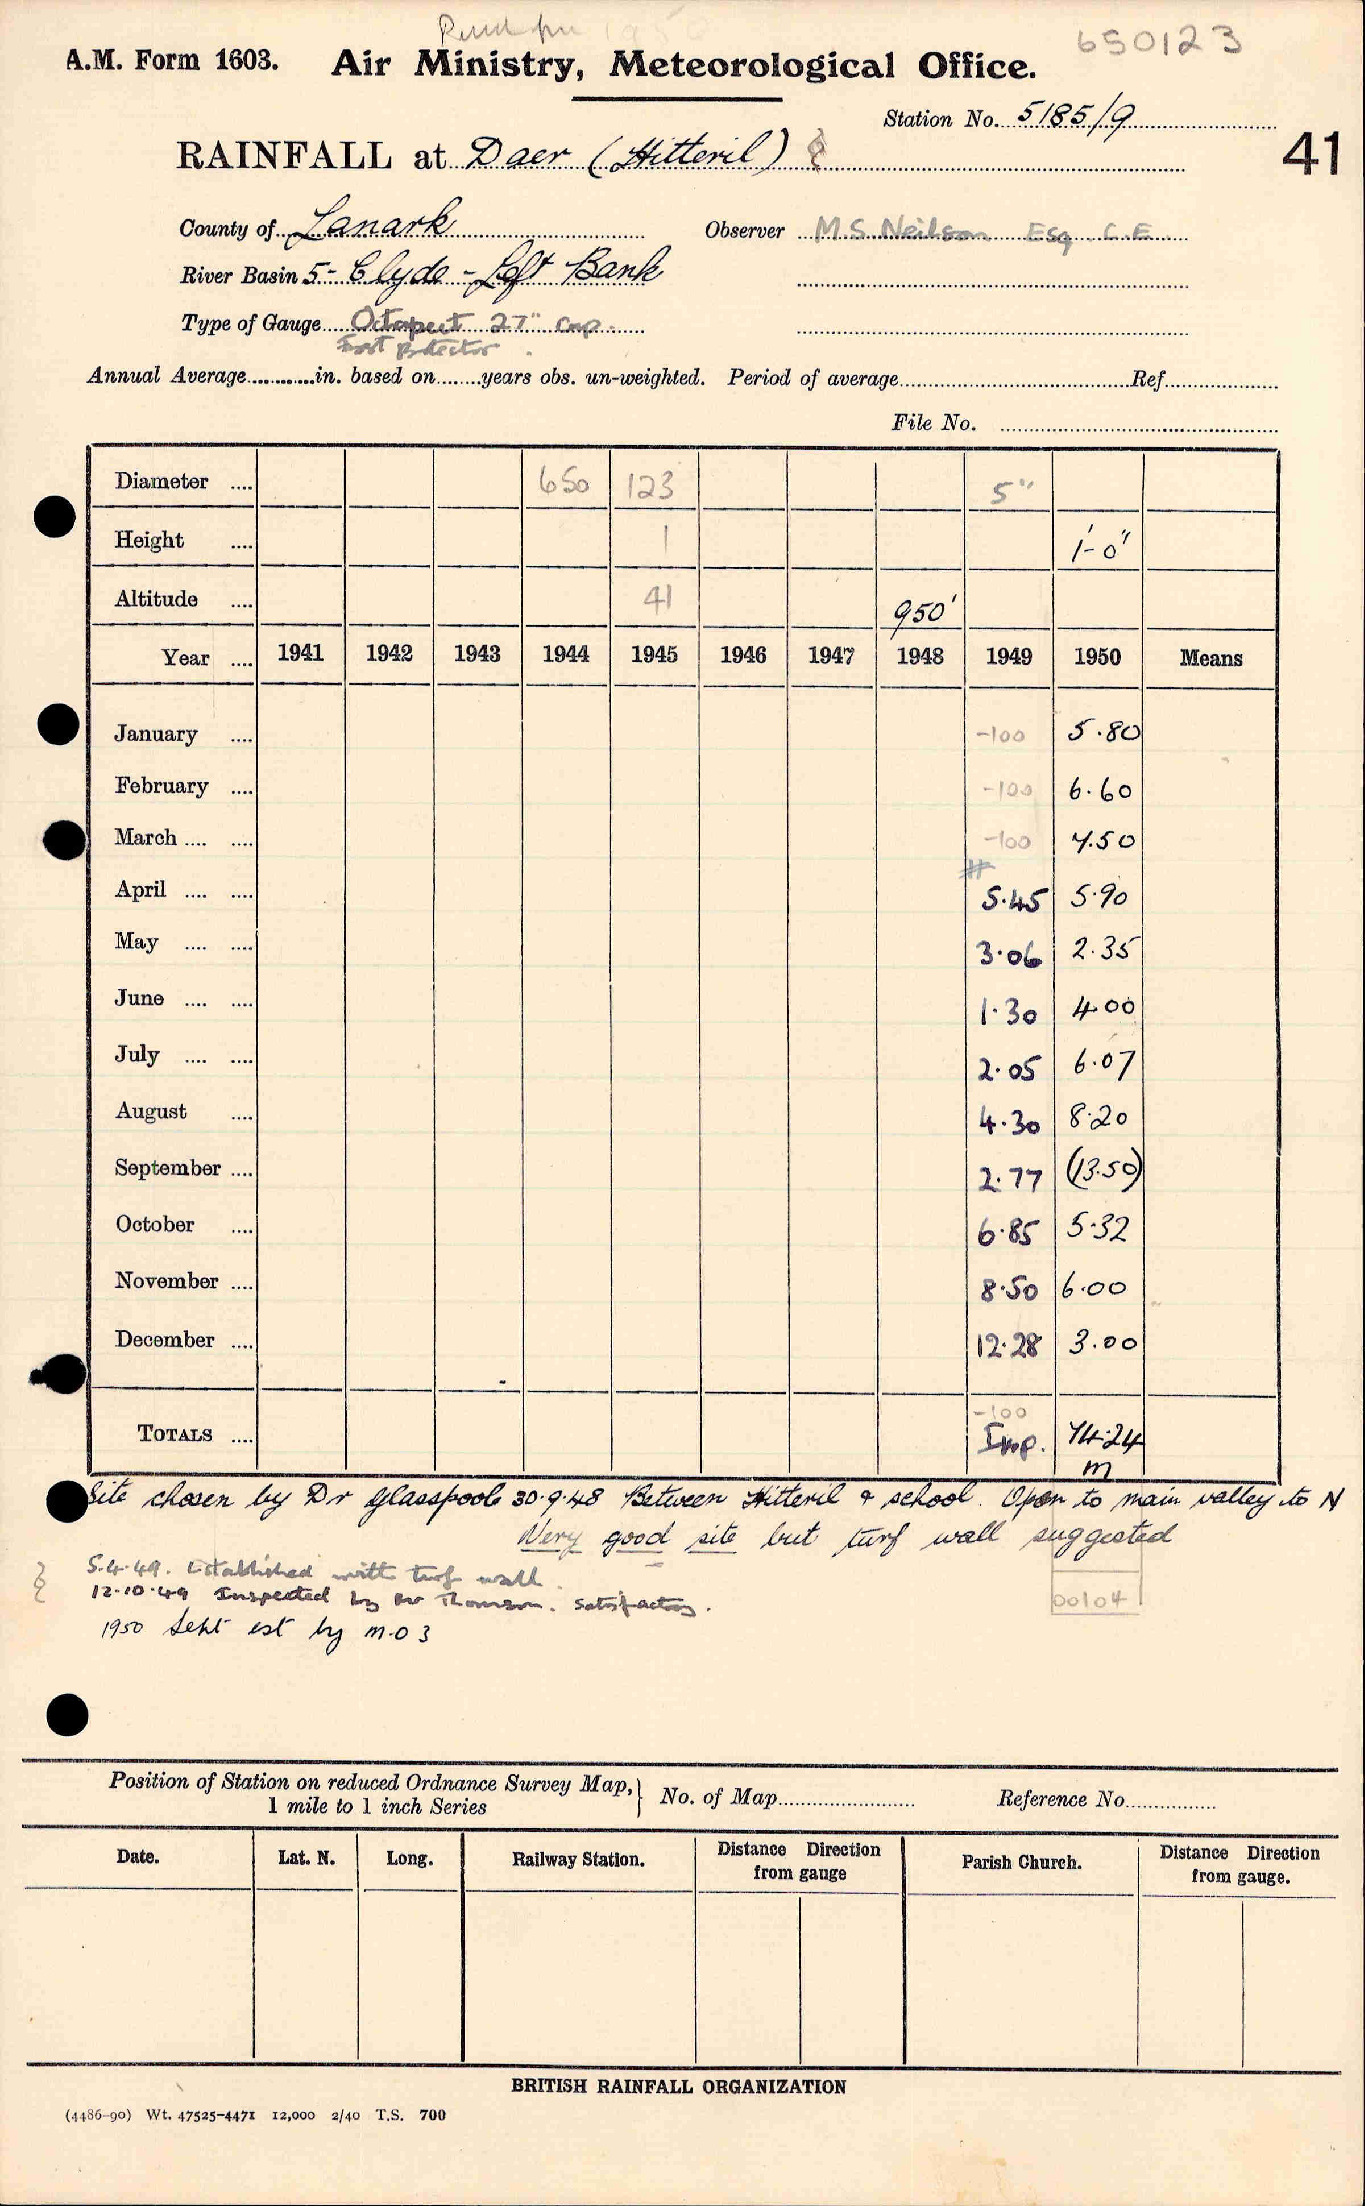 650123
A.M. Form 1603. Air Ministry, Meteorological Office.
Station No. 5185/9
RAINFALL at Daer (Hitteril)
41
County of Lanark Observer M.S. Neilson Esq. C.E.
River Basin 5- Clyde - Left Bank
Type of Gauge Octapent 27" cap.
Frost Protector
Annual Average in. based on years obs. un-weighted. Period of average Ref.
File No.
Diameter 650 123 5"
Height 1 1'-0"
Altitude 41 950'
Year 1941 1942 1943 1944 1945 1946 1947 1948 1949 1950 Means
January -100 5.80
February -100 6.60
March -100 7.50
April # 5.45 5.90
May 3.06 2.35
June 1.30 4.00
July 2.05 6.07
August 4.30 8.20
September 2.77 (13.50)
October 6.85 5.32
November 8.50 6.00
December 12.28 3.00
-100
TOTALS Imp. 74.24
m
Site chosen by Dr Glasspoole 30.9.48 Between Hitteril & school. Open to main valley to N
Very good site but turf wall suggested
5.4.49. Established with turf wall.
12.10.49 Inspected by Mr Thomson. Satisfactory.
00104
1950 Sept est by M.O 3
Position of Station on reduced Ordnance Survey Map, } No. of Map Reference No.
1 mile to 1 inch Series
Date. Lat. N. Long. Railway Station. Distance Direction from gauge Parish Church. Distance Direction from gauge.
BRITISH RAINFALL ORGANIZATION
(4486-90) Wt. 47525-4471 12,000 2/40 T.S. 700